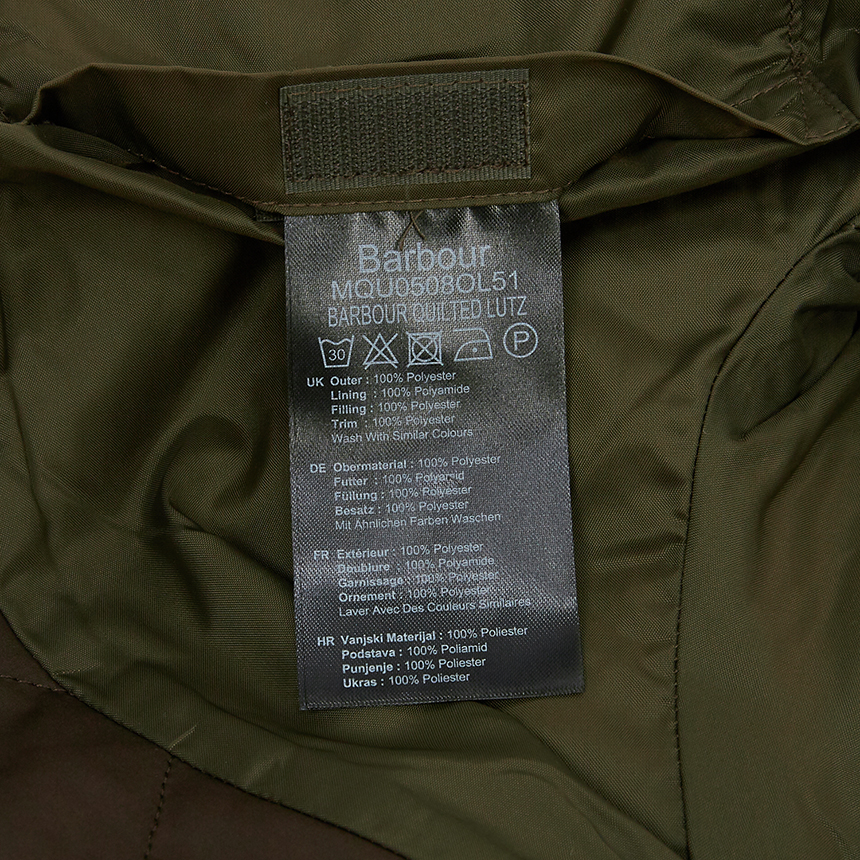 Barbour
MQU0508OL51
BARBOUR QUILTED LUTZ
30 P
UK Outer : 100% Polyester
Lining : 100% Polyamide
Filling : 100% Polyester
Trim : 100% Polyester
Wash With Similar Colours
DE Obermaterial : 100% Polyester
Futter : 100% Polyamid
Füllung : 100% Polyester
Besatz : 100% Polyester
Mit Ähnlichen Farben Waschen
FR Extérieur : 100% Polyester
Doublure : 100% Polyamide
Garnissage: 100% Polyester
Ornement : 100% Polyester
Laver Avec Des Couleurs Similaires
HR Vanjski Materijal : 100% Poliester
Podstava : 100% Poliamid
Punjenje : 100% Poliester
Ukras : 100% Poliester